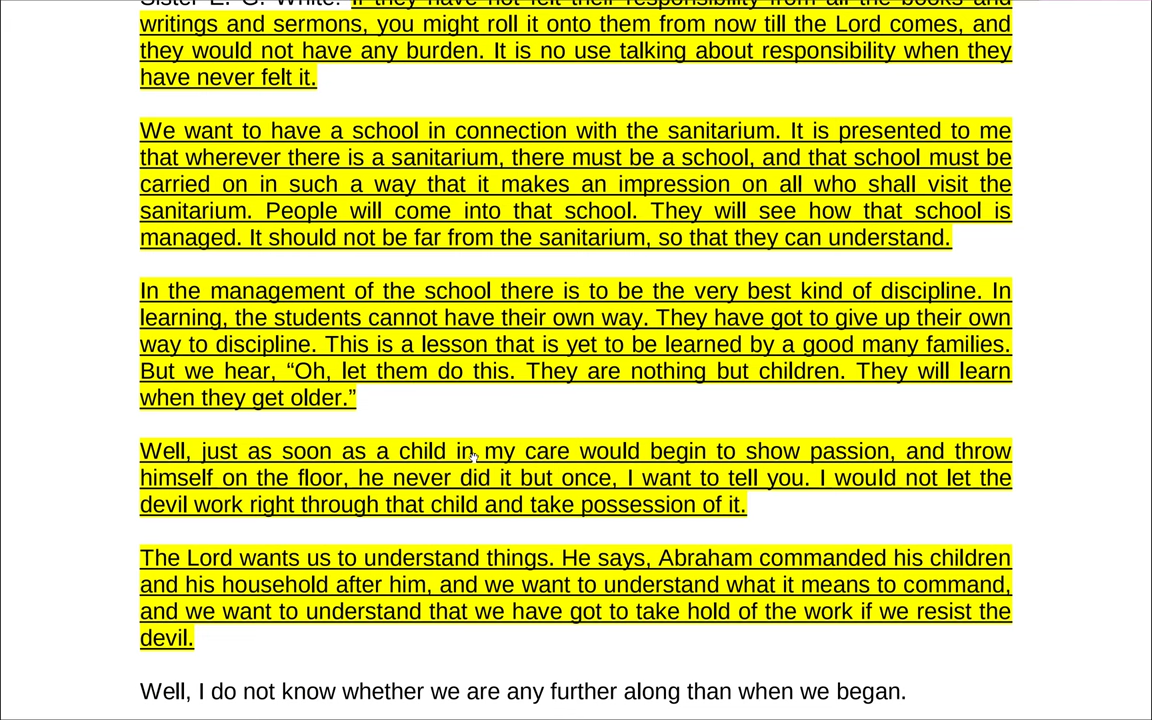 Sister E. G. White. If they have not felt their responsibility from all the books and
writings and sermons, you might roll it onto them from now till the Lord comes, and
they would not have any burden. It is no use talking about responsibility when they
have never felt it.
We want to have a school in connection with the sanitarium. It is presented to me
that wherever there is a sanitarium, there must be a school, and that school must be
carried on in such a way that it makes an impression on all who shall visit the
sanitarium. People will come into that school. They will see how that school is
managed. It should not be far from the sanitarium, so that they can understand.
In the management of the school there is to be the very best kind of discipline. In
learning, the students cannot have their own way. They have got to give up their own
way to discipline. This is a lesson that is yet to be learned by a good many families.
But we hear, “Oh, let them do this. They are nothing but children. They will learn
when they get older.”
Well, just as soon as a child in my care would begin to show passion, and throw
himself on the floor, he never did it but once, I want to tell you. I would not let the
devil work right through that child and take possession of it.
The Lord wants us to understand things. He says, Abraham commanded his children
and his household after him, and we want to understand what it means to command,
and we want to understand that we have got to take hold of the work if we resist the
devil.
Well, I do not know whether we are any further along than when we began.